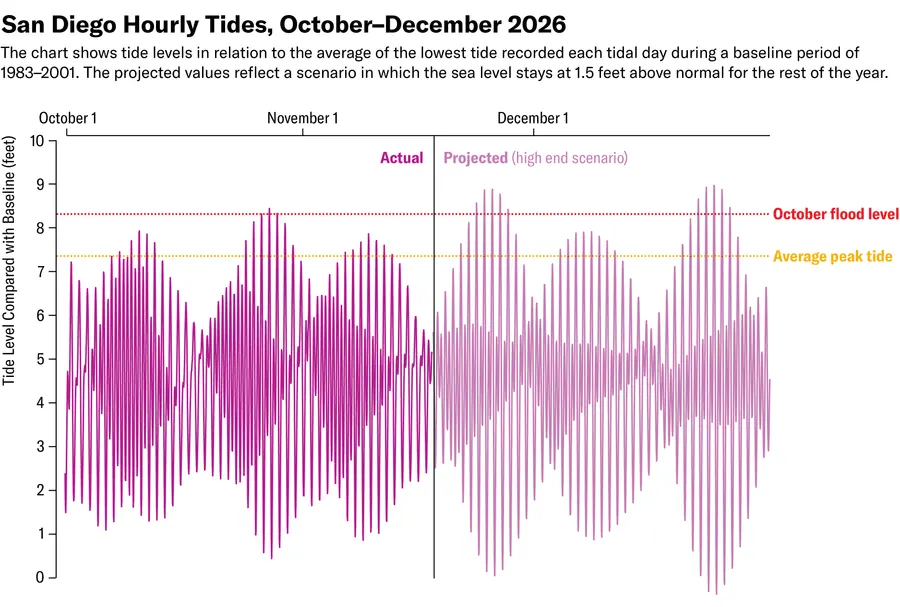 San Diego Hourly Tides, October–December 2026
The chart shows tide levels in relation to the average of the lowest tide recorded each tidal day during a baseline period of
1983–2001. The projected values reflect a scenario in which the sea level stays at 1.5 feet above normal for the rest of the year.
October 1
November 1
December 1
Tide Level Compared with Baseline (feet)
10
9
8
7
6
5
4
3
2
1
0
Actual
Projected (high end scenario)
October flood level
Average peak tide